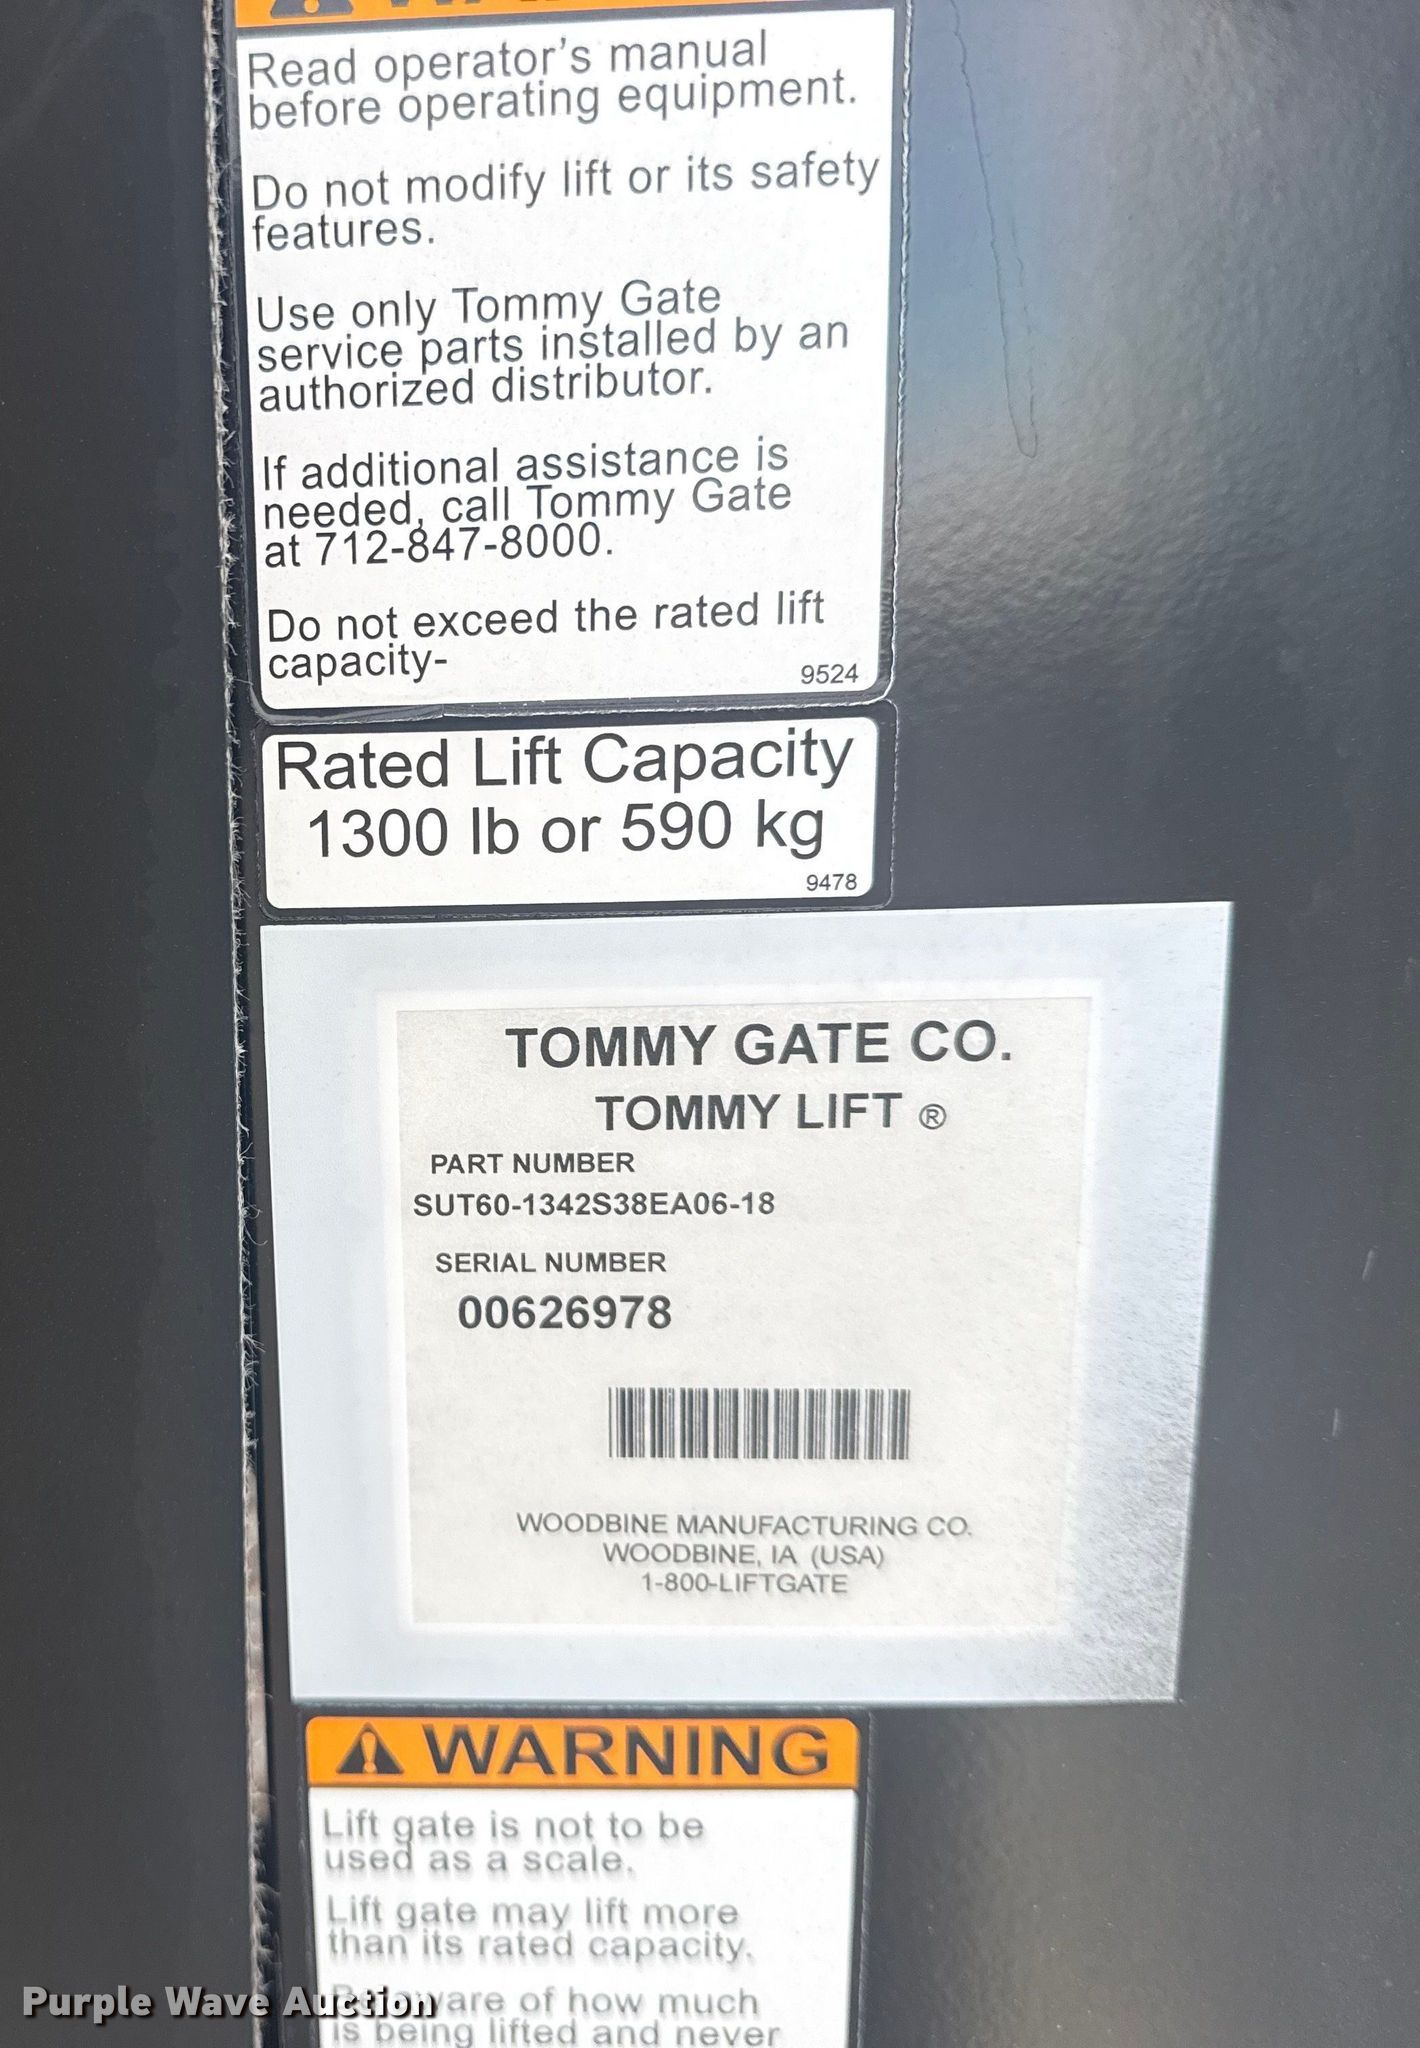 Read operator's manual
before operating equipment.
Do not modify lift or its safety
features.
Use only Tommy Gate
service parts installed by an
authorized distributor.
If additional assistance is
needed, call Tommy Gate
at 712-847-8000.
Do not exceed the rated lift
capacity-
9524
Rated Lift Capacity
1300 lb or 590 kg
9478
TOMMY GATE CO.
TOMMY LIFT ®
PART NUMBER
SUT60-1342S38EA06-18
SERIAL NUMBER
00626978
WOODBINE MANUFACTURING CO.
WOODBINE, IA (USA)
1-800-LIFTGATE
WARNING
Lift gate is not to be
used as a scale.
Lift gate may lift more
than its rated capacity.
of how much
is being lifted and never
Purple Wave Auction